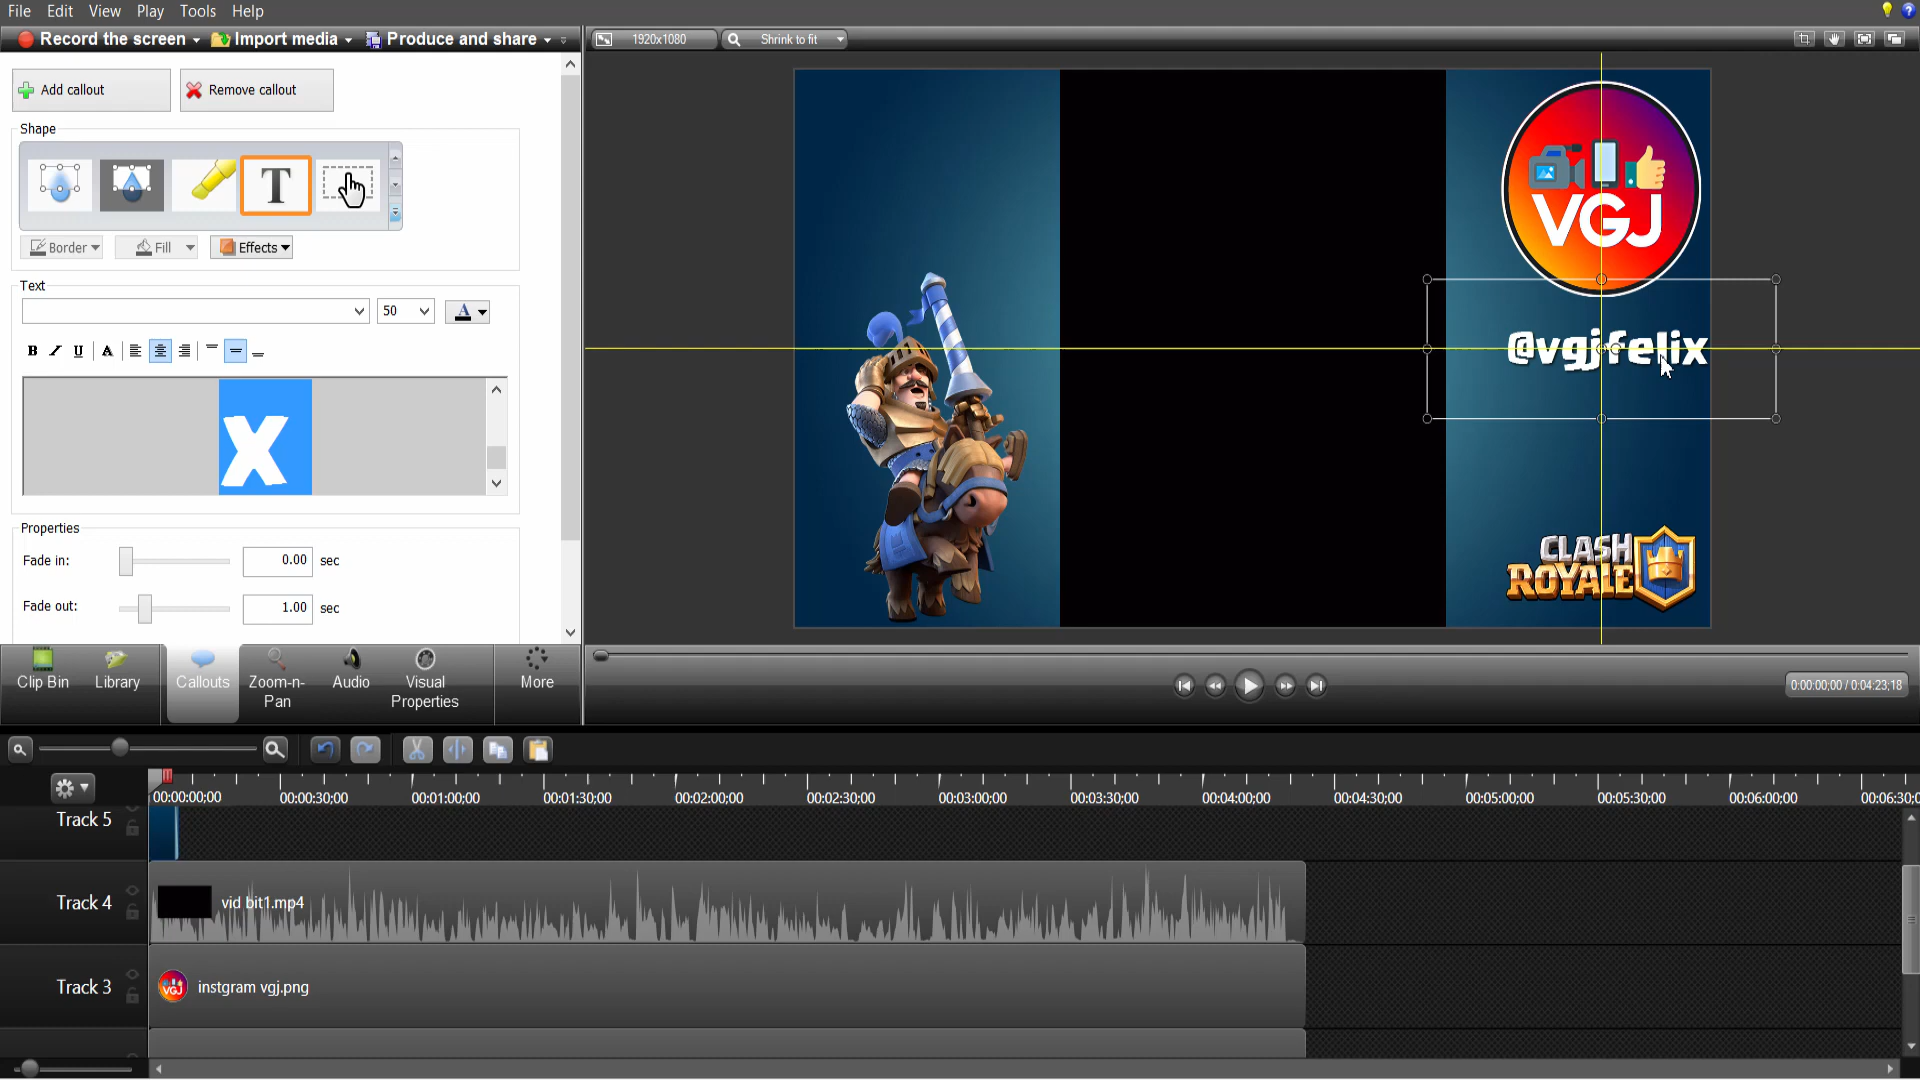 File Edit View Play Tools Help
Record the screen Import media Produce and share
1920x1080 Shrink to fit
Add callout Remove callout
Shape
T
Border Fill Effects
Text
50 A
B I U A
x
Properties
Fade in: 0.00 sec
Fade out: 1.00 sec
VGJ
@vgjfelix
CLASH
ROYALE
Clip Bin Library Callouts Zoom-n-Pan Audio Visual Properties More
0:00:00;00 / 0:04:23;18
00:00:00;00 00:00:30;00 00:01:00;00 00:01:30;00 00:02:00;00 00:02:30;00 00:03:00;00 00:03:30;00 00:04:00;00 00:04:30;00 00:05:00;00 00:05:30;00 00:06:00;00 00:06:30;0
Track 5
Track 4 vid bit1.mp4
Track 3 VGJ instgram vgj.png